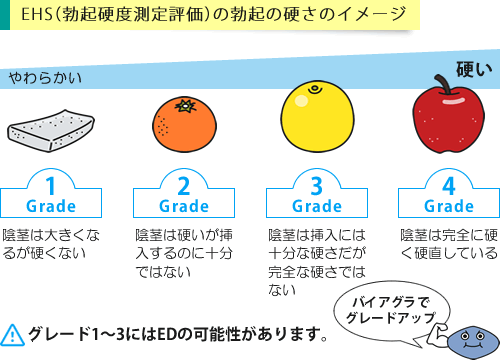 EHS(勃起硬度測定評価)の勃起の硬さのイメージ
やわらかい
硬い
1
Grade
陰茎は大きくな
るが硬くない
2
Grade
陰茎は硬いが挿
入するのに十分
ではない
3
Grade
陰茎は挿入には
十分な硬さだが
完全な硬さでは
ない
4
Grade
陰茎は完全に硬
く硬直している
バイアグラで
グレードアップ
グレード1〜3にはEDの可能性があります。